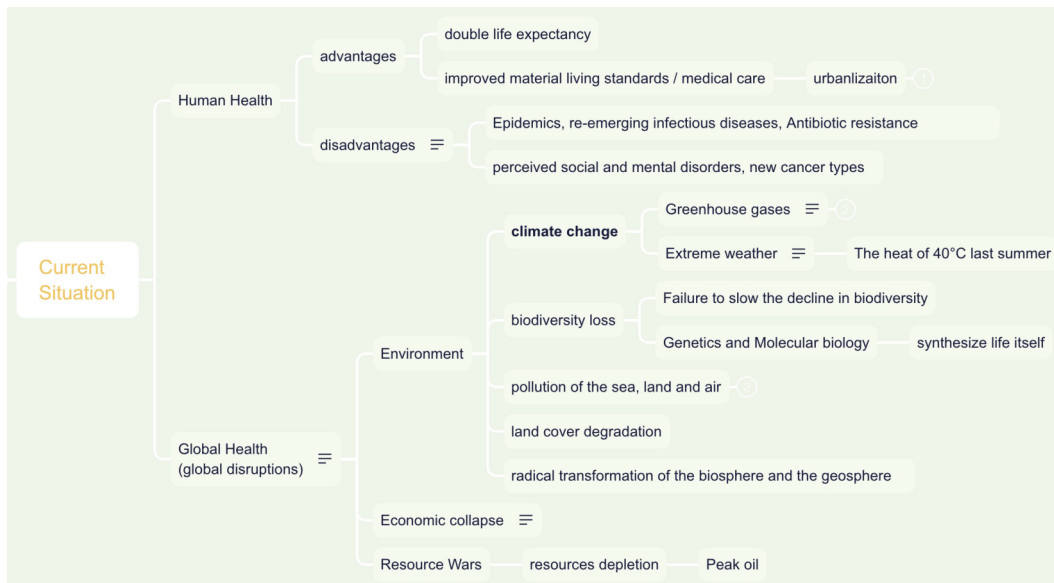 double life expectancy
advantages
improved material living standards / medical care
urbanlizaiton
1
Human Health
Epidemics, re-emerging infectious diseases, Antibiotic resistance
disadvantages
perceived social and mental disorders, new cancer types
Greenhouse gases
2
climate change
Extreme weather
The heat of 40°C last summer
Current
Situation
Failure to slow the decline in biodiversity
biodiversity loss
Genetics and Molecular biology
synthesize life itself
Environment
pollution of the sea, land and air
2
land cover degradation
Global Health
(global disruptions)
radical transformation of the biosphere and the geosphere
Economic collapse
Resource Wars
resources depletion
Peak oil